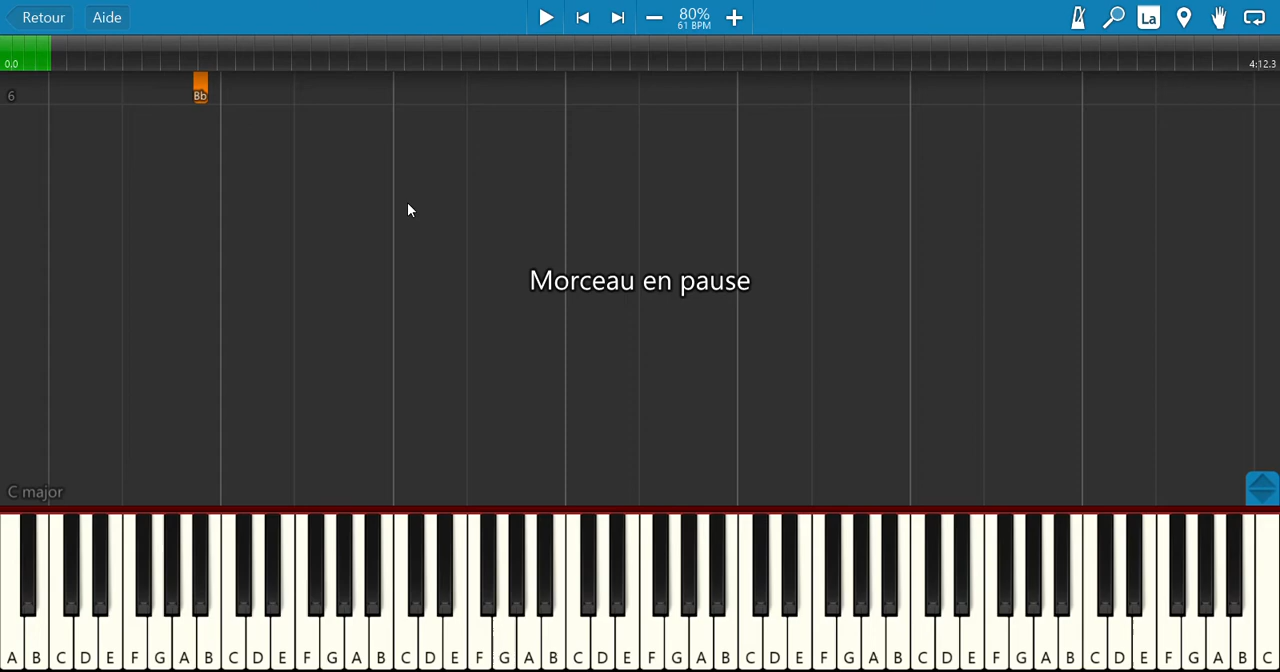 Retour Aide 80% La
61 BPM
0,0 4:12.3
6 Bb
Morceau en pause
C major
A B C D E F G A B C D E F G A B C D E F G A B C D E F G A B C D E F G A B C D E F G A B C D E F G A B C